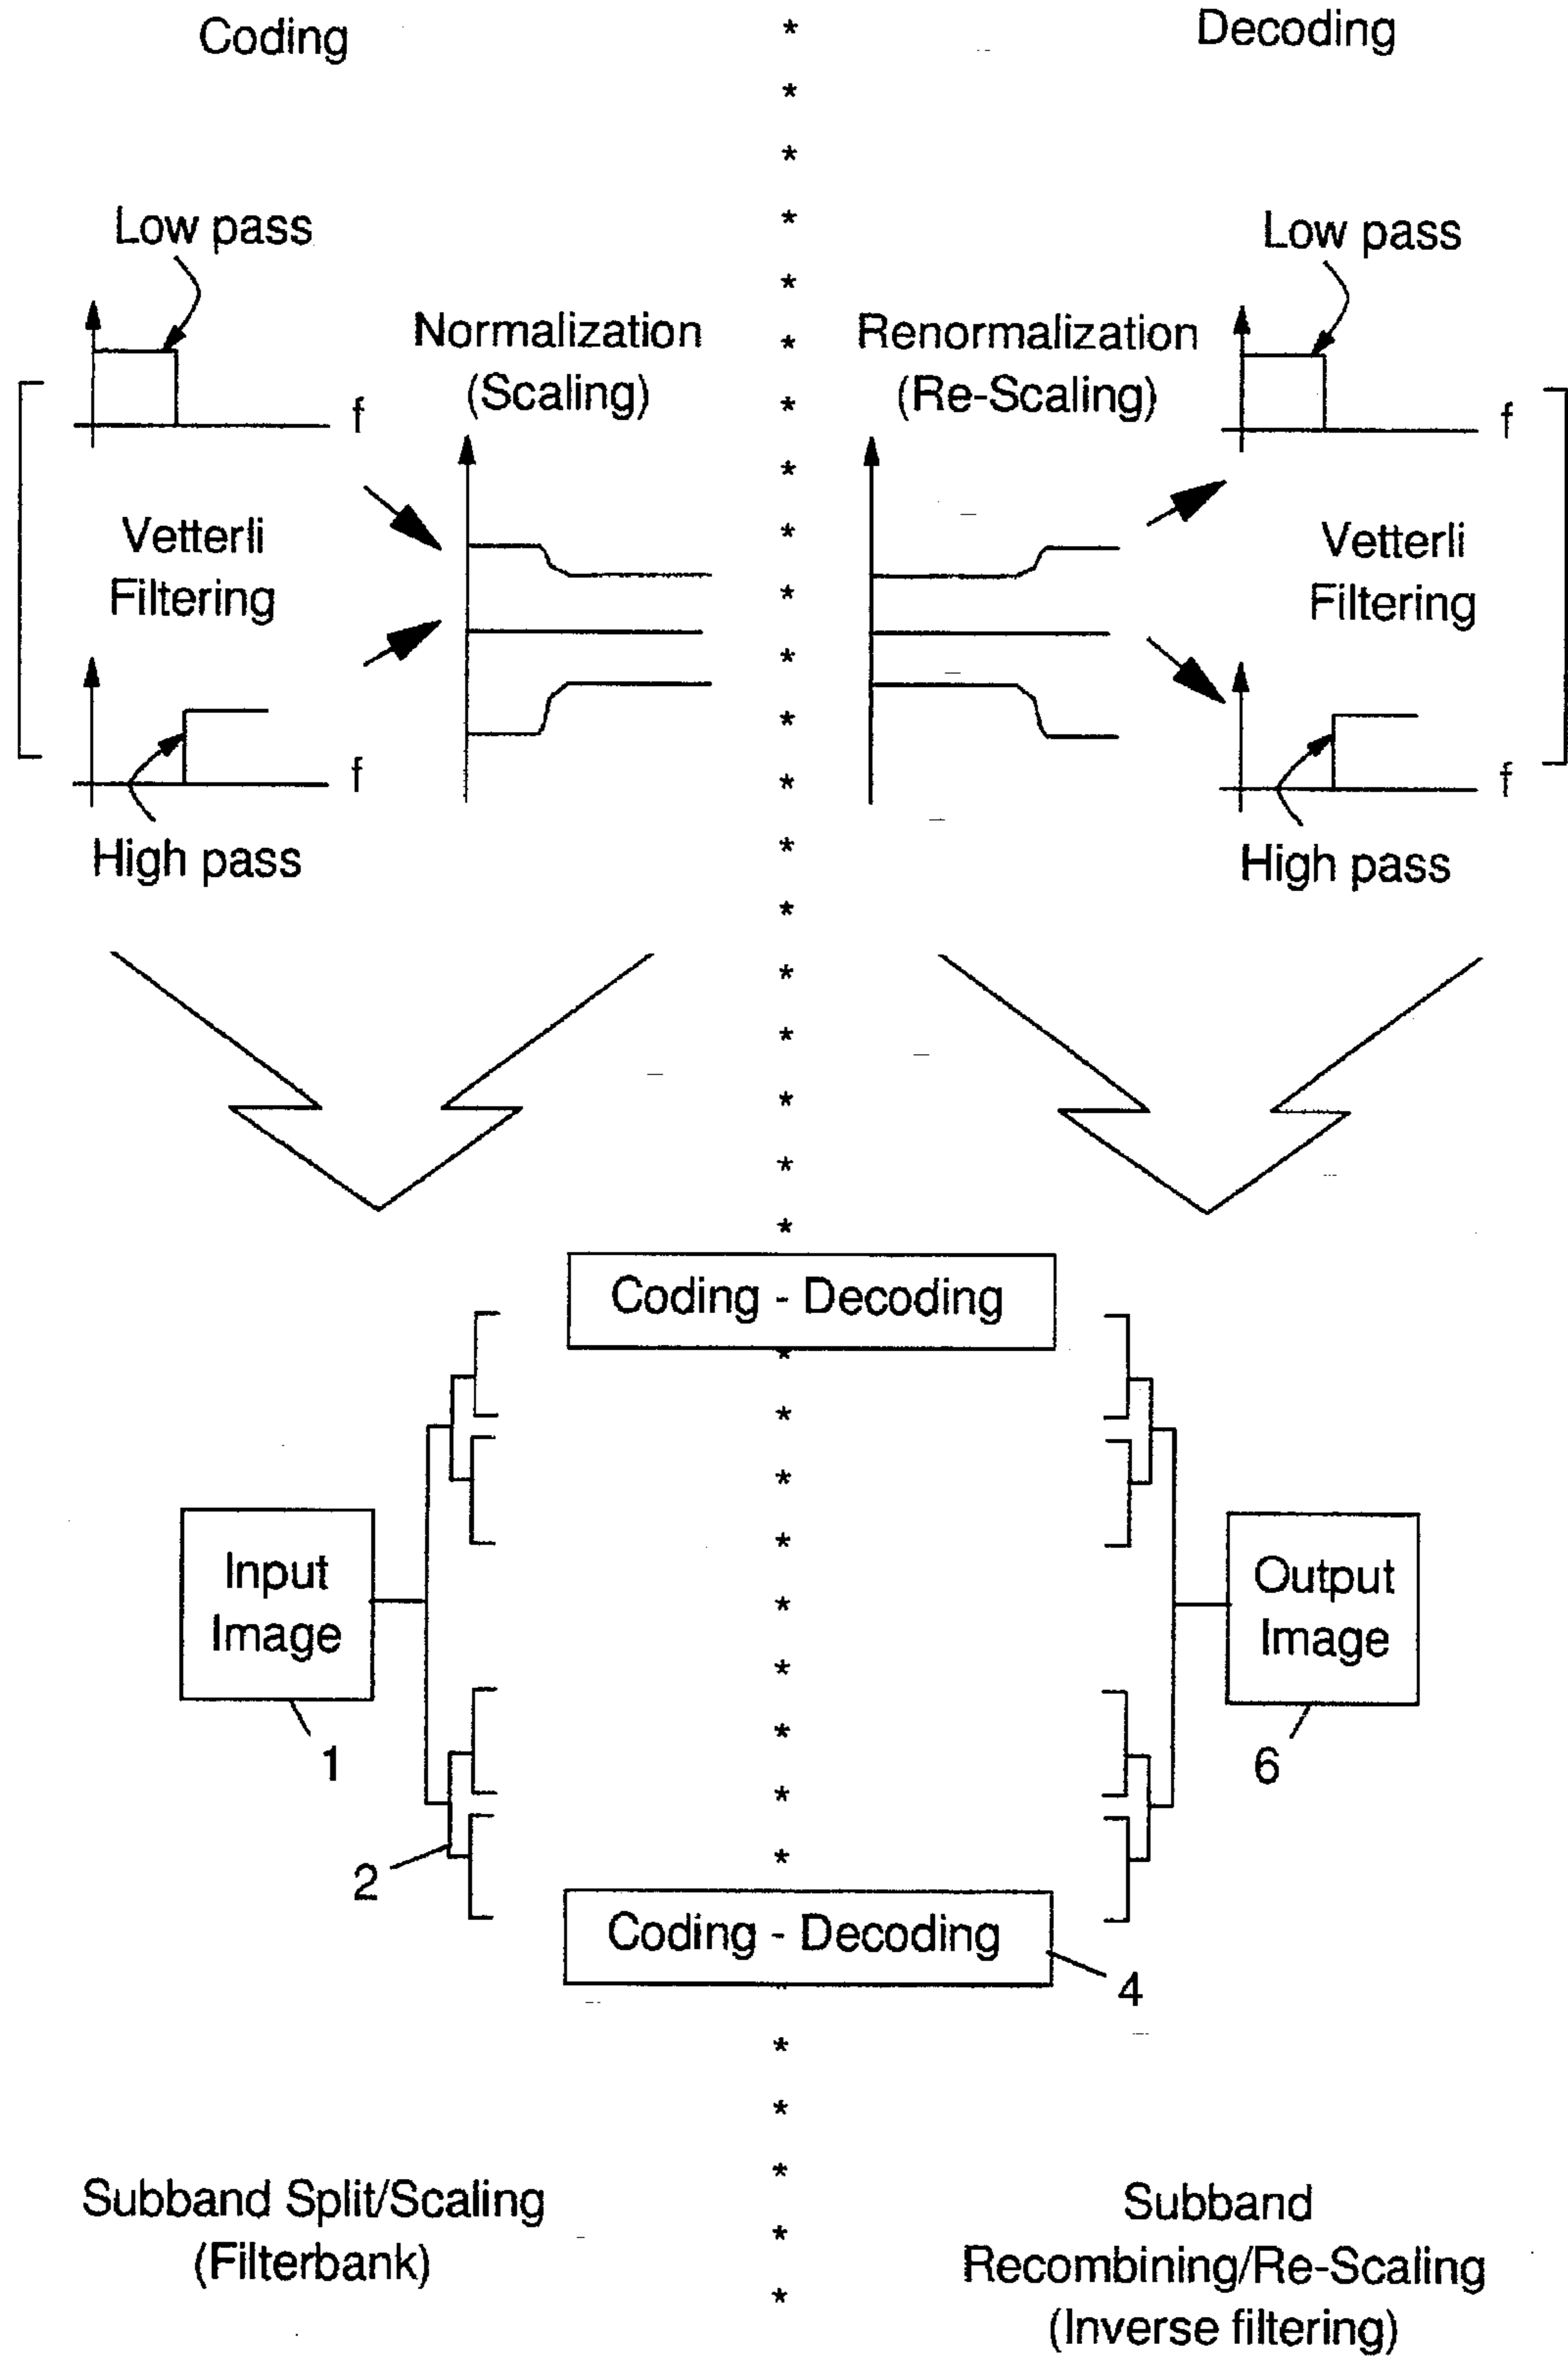 Coding
Decoding
Low pass
Low pass
Normalization
(Scaling)
Renormalization
(Re-Scaling)
f
f
Vetterli
Filtering
Vetterli
Filtering
f
f
High pass
High pass
Coding - Decoding
Input
Image
Output
Image
1
6
2
Coding - Decoding
4
Subband Split/Scaling
(Filterbank)
Subband
Recombining/Re-Scaling
(Inverse filtering)